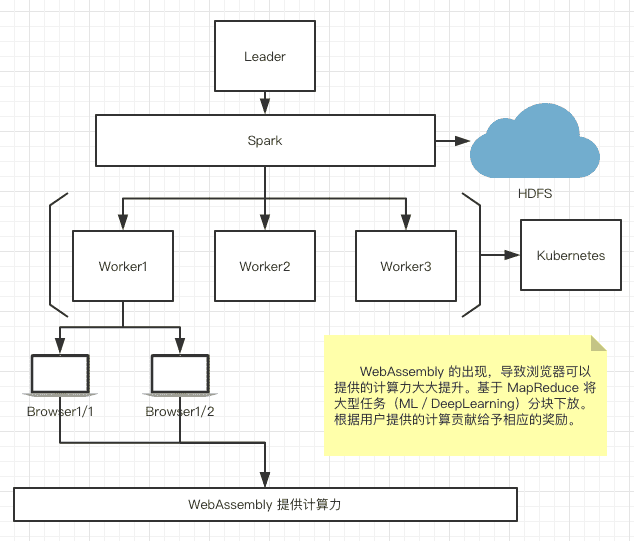 Leader
Spark
HDFS
Worker1
Worker2
Worker3
Kubernetes
Browser1/1
Browser1/2
WebAssembly 的出现，导致浏览器可以
提供的计算力大大提升。基于 MapReduce 将
大型任务（ML / DeepLearning）分块下放。
根据用户提供的计算贡献给予相应的奖励。
WebAssembly 提供计算力